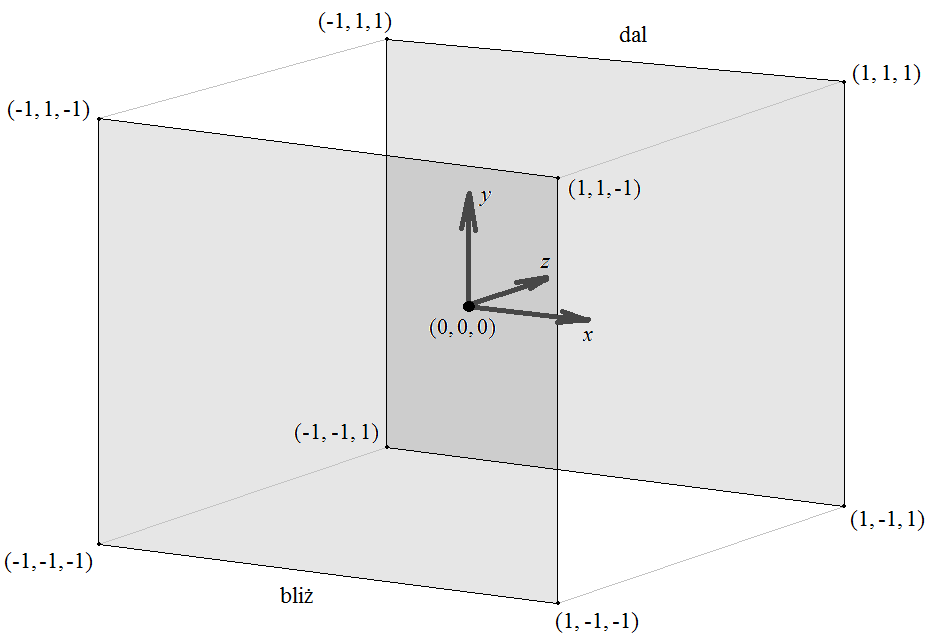 (-1, 1, 1)
dal
(1, 1, 1)
(-1, 1, -1)
(1, 1, -1)
y
z
(0, 0, 0)
x
(-1, -1, 1)
(1, -1, 1)
(-1, -1, -1)
bliż
(1, -1, -1)